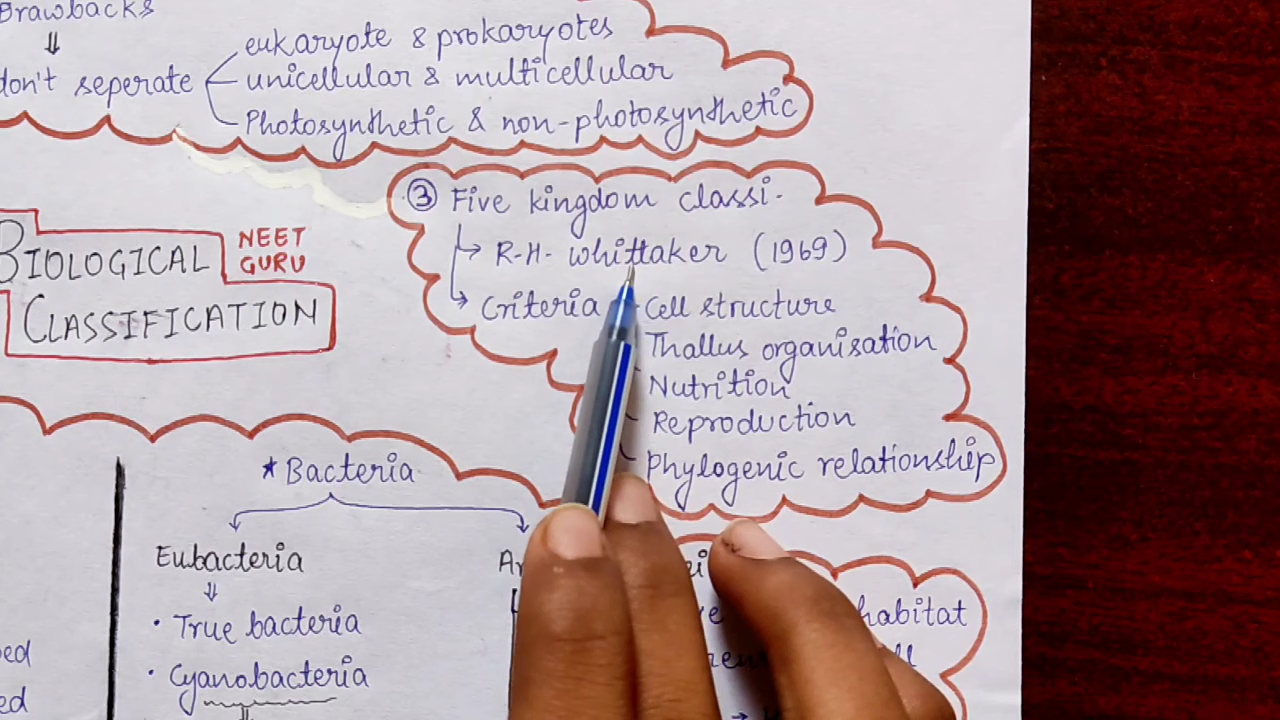 Drawbacks
⇓
don't seperate
eukaryote & prokaryotes
unicellular & multicellular
Photosynthetic & non-photosynthetic
③ Five kingdom classi.
→ R.H. Whittaker (1969)
→ Criteria - Cell structure
Thallus organisation
Nutrition
Reproduction
Phylogenic relationship
BIOLOGICAL
CLASSIFICATION
NEET
GURU
* Bacteria
Eubacteria
⇓
• True bacteria
• Cyanobacteria
habitat